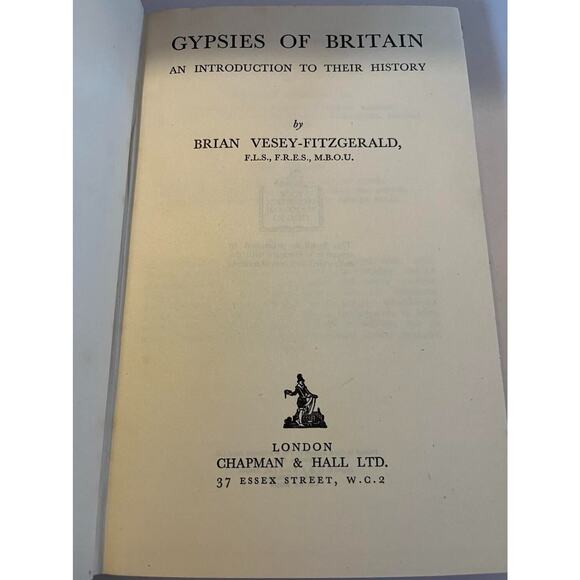 GYPSIES OF BRITAIN
AN INTRODUCTION TO THEIR HISTORY
by
BRIAN VESEY-FITZGERALD,
F.L.S., F.R.E.S., M.B.O.U.
LONDON
CHAPMAN & HALL LTD.
37 ESSEX STREET, W.C.2